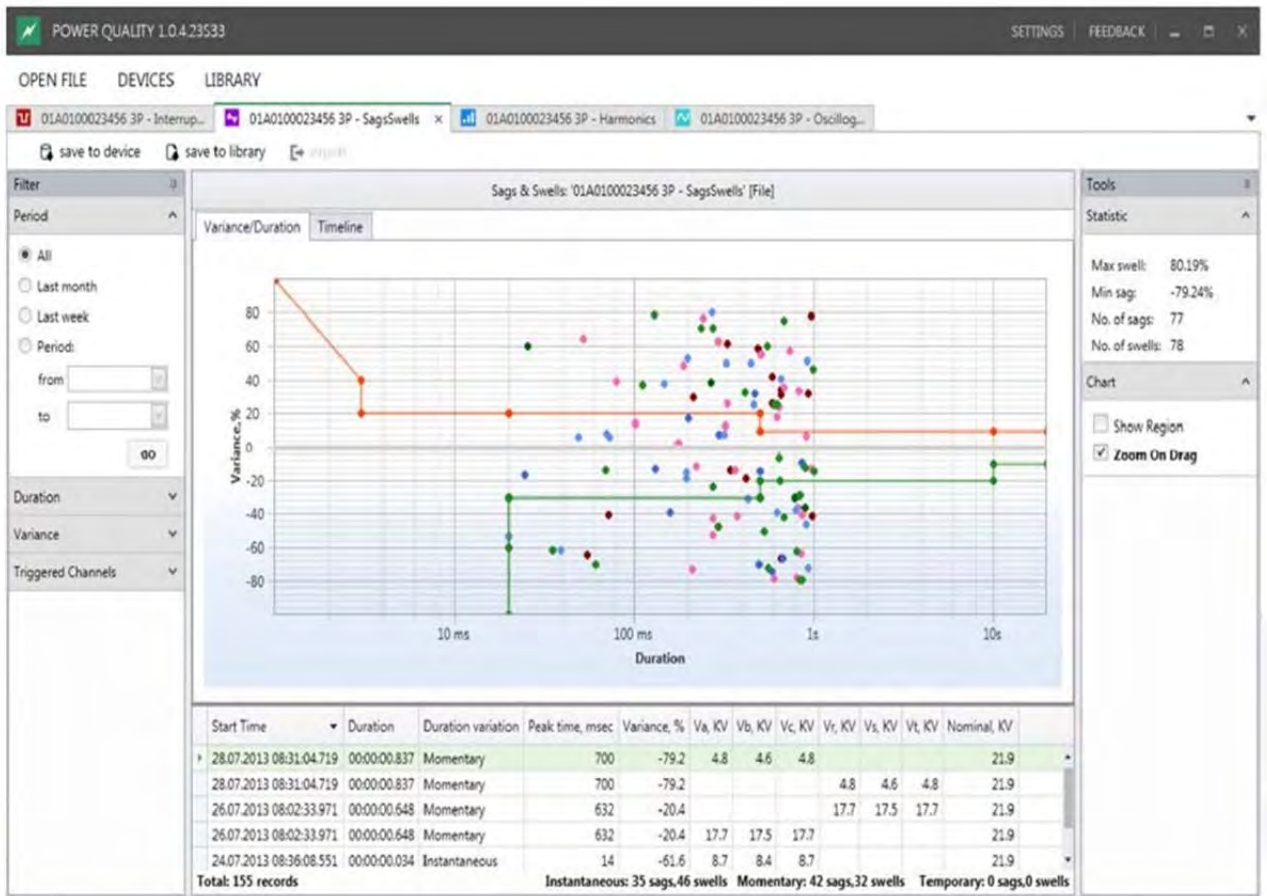 POWER QUALITY 1.0.4.23533
SETTINGS FEEDBACK
OPEN FILE DEVICES LIBRARY
01A0100023456 3P - Interrup... 01A0100023456 3P - SagsSwells × 01A0100023456 3P - Harmonics 01A0100023456 3P - Oscillog...
save to device save to library
Filter
Period
All
Last month
Last week
Period:
from
to
GO
Duration
Variance
Triggered Channels
Sags & Swells: '01A0100023456 3P - SagsSwells' [File]
Variance/Duration Timeline
Variance,%
80
60
40
20
0
-20
-40
-60
-80
10 ms 100 ms 1s 10s
Duration
Tools
Statistic
Max swell: 80.19%
Min sag: -79.24%
No. of sags: 77
No. of swells: 78
Chart
Show Region
Zoom On Drag
Start Time Duration Duration variation Peak time, msec Variance, % Va, KV Vb, KV Vc, KV Vr, KV Vs, KV Vt, KV Nominal, KV
28.07.2013 08:31:04.719 00:00:00.837 Momentary 700 -79.2 4.8 4.6 4.8 21.9
28.07.2013 08:31:04.719 00:00:00.837 Momentary 700 -79.2 4.8 4.6 4.8 21.9
26.07.2013 08:02:33.971 00:00:00.648 Momentary 632 -20.4 17.7 17.5 17.7 21.9
26.07.2013 08:02:33.971 00:00:00.648 Momentary 632 -20.4 17.7 17.5 17.7 21.9
24.07.2013 08:36:08.551 00:00:00.034 Instantaneous 14 -61.6 8.7 8.4 8.7 21.9
Total: 155 records Instantaneous: 35 sags,46 swells Momentary: 42 sags,32 swells Temporary: 0 sags,0 swells